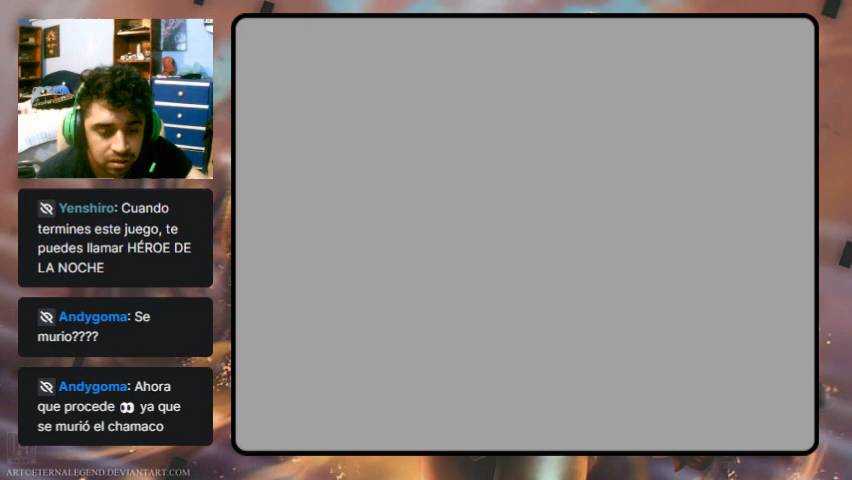 Yenshiro: Cuando
termines este juego, te
puedes llamar HÉROE DE
LA NOCHE
Andygoma: Se
murio????
Andygoma: Ahora
que procede 👀 ya que
se murió el chamaco
ARTCETERNALEGEND.DEVIANTART.COM